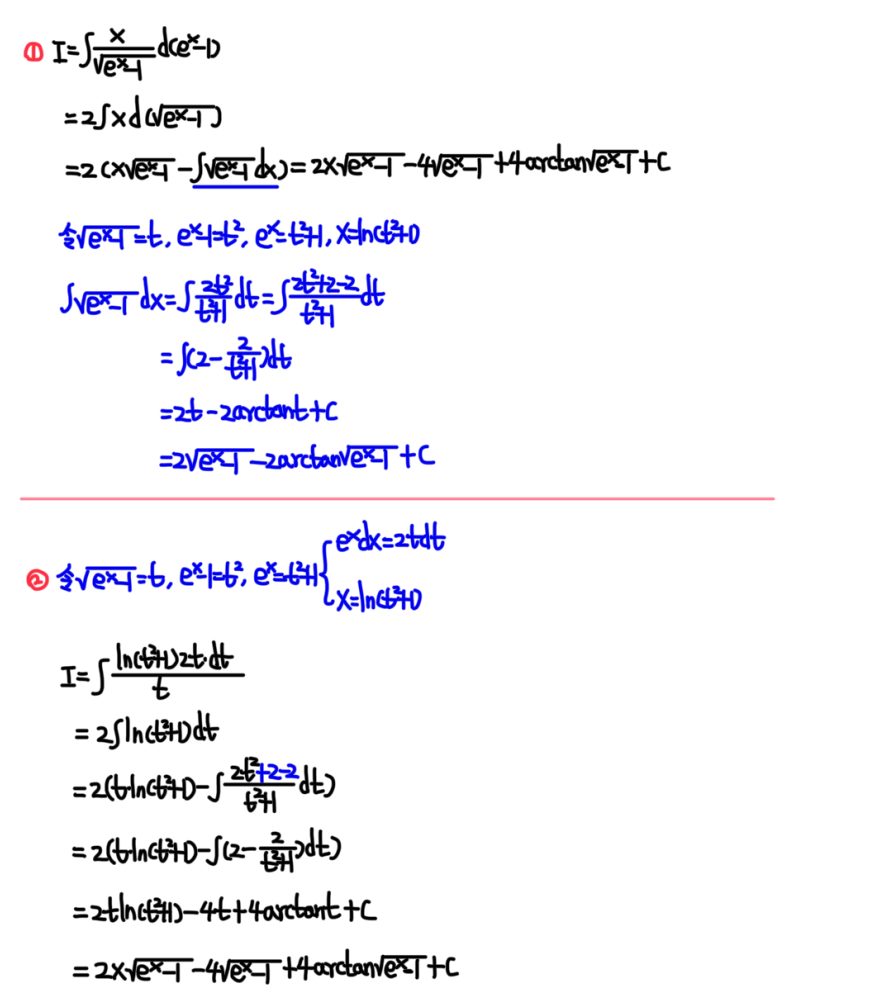 ① I=∫x/√(eˣ-1) d(eˣ-1)
=2∫xd(√(eˣ-1))
=2(x√(eˣ-1)-∫√(eˣ-1)dx)=2x√(eˣ-1)-4√(eˣ-1)+4arctan√(eˣ-1)+C
令√(eˣ-1)=t, eˣ-1=t², eˣ=t²+1, x=ln(t²+1)
∫√(eˣ-1)dx=∫2t²/(t²+1)dt=∫(2t²+2-2)/(t²+1)dt
=∫(2-2/(t²+1))dt
=2t-2arctant+C
=2√(eˣ-1)-2arctan√(eˣ-1)+C
② 令√(eˣ-1)=t, eˣ-1=t², eˣ=t²+1 { eˣdx=2tdt
x=ln(t²+1)
I=∫ln(t²+1)2t·dt/t
=2∫ln(t²+1)dt
=2(t·ln(t²+1)-∫(2t²+2-2)/(t²+1)dt)
=2(t·ln(t²+1)-∫(2-2/(t²+1))dt)
=2tln(t²+1)-4t+4arctant+C
=2x√(eˣ-1)-4√(eˣ-1)+4arctan√(eˣ-1)+C